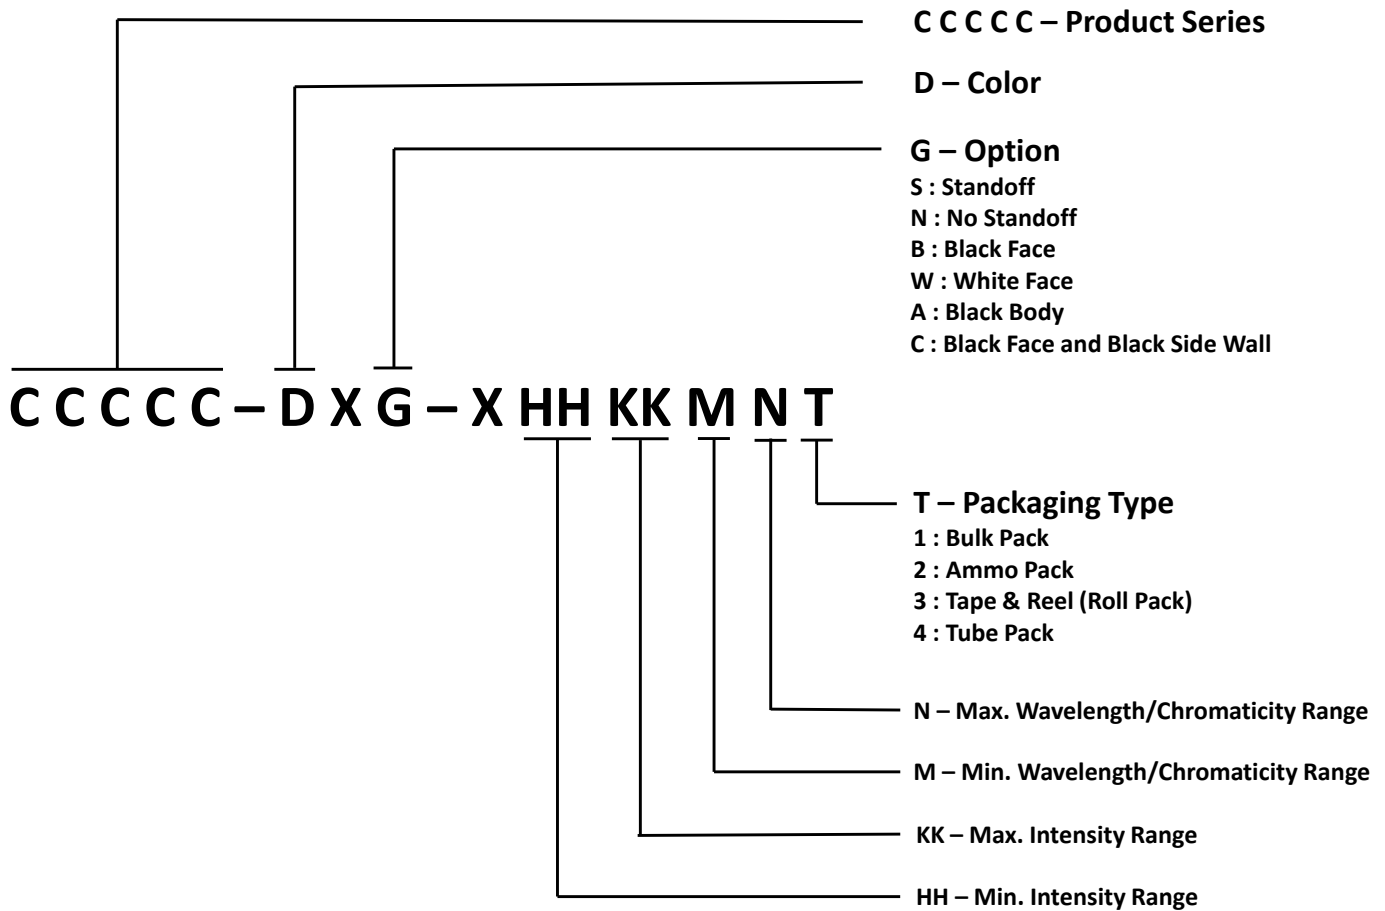 C C C C C – Product Series
D – Color
G – Option
S : Standoff
N : No Standoff
B : Black Face
W : White Face
A : Black Body
C : Black Face and Black Side Wall
C C C C C – D X G – X HH KK M N T
T – Packaging Type
1 : Bulk Pack
2 : Ammo Pack
3 : Tape & Reel (Roll Pack)
4 : Tube Pack
N – Max. Wavelength/Chromaticity Range
M – Min. Wavelength/Chromaticity Range
KK – Max. Intensity Range
HH – Min. Intensity Range